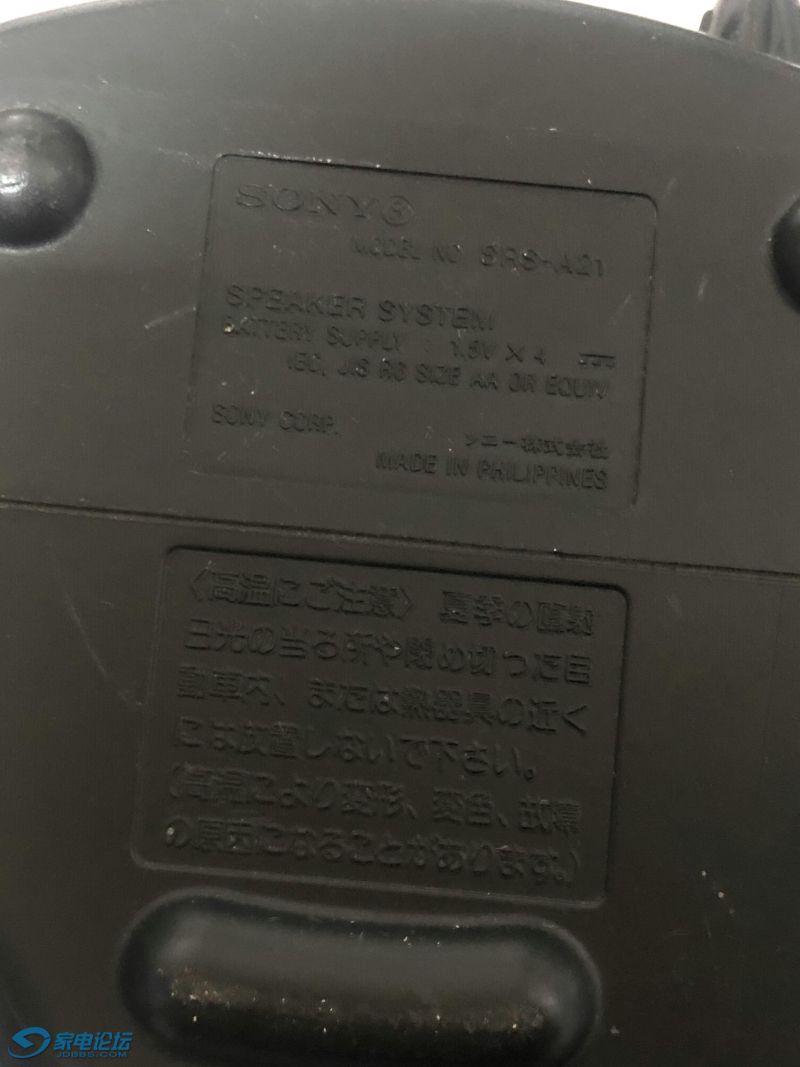 SONY®
MODEL NO. SRS-A21
SPEAKER SYSTEM
BATTERY SUPPLY : 1.5V × 4 ⎓
IEC, JIS R6 SIZE AA OR EQUIV
SONY CORP. ソニー株式会社
MADE IN PHILIPPINES
〈高温にご注意〉 夏季の直射
日光の当る所や閉め切った自
動車内、または熱器具の近く
には放置しないで下さい。
(高温により変形、変色、故障
の原因になることがあります。)
家电论坛
JDBBS.COM